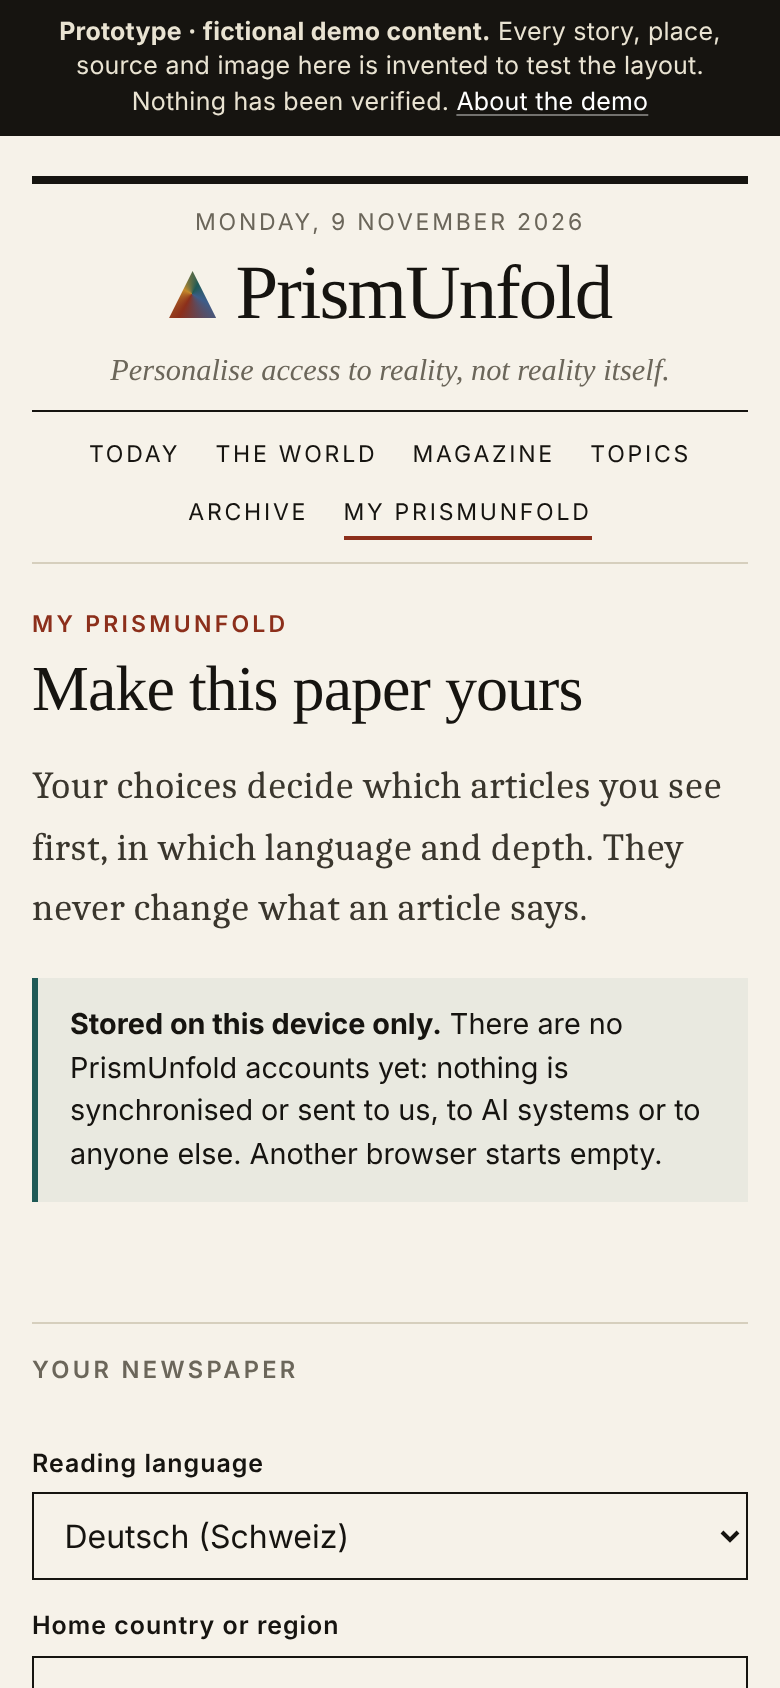 Prototype · fictional demo content. Every story, place,
source and image here is invented to test the layout.
Nothing has been verified. About the demo
MONDAY, 9 NOVEMBER 2026
PrismUnfold
Personalise access to reality, not reality itself.
TODAY THE WORLD MAGAZINE TOPICS
ARCHIVE MY PRISMUNFOLD
MY PRISMUNFOLD
Make this paper yours
Your choices decide which articles you see
first, in which language and depth. They
never change what an article says.
Stored on this device only. There are no
PrismUnfold accounts yet: nothing is
synchronised or sent to us, to AI systems or to
anyone else. Another browser starts empty.
YOUR NEWSPAPER
Reading language
Deutsch (Schweiz)
Home country or region